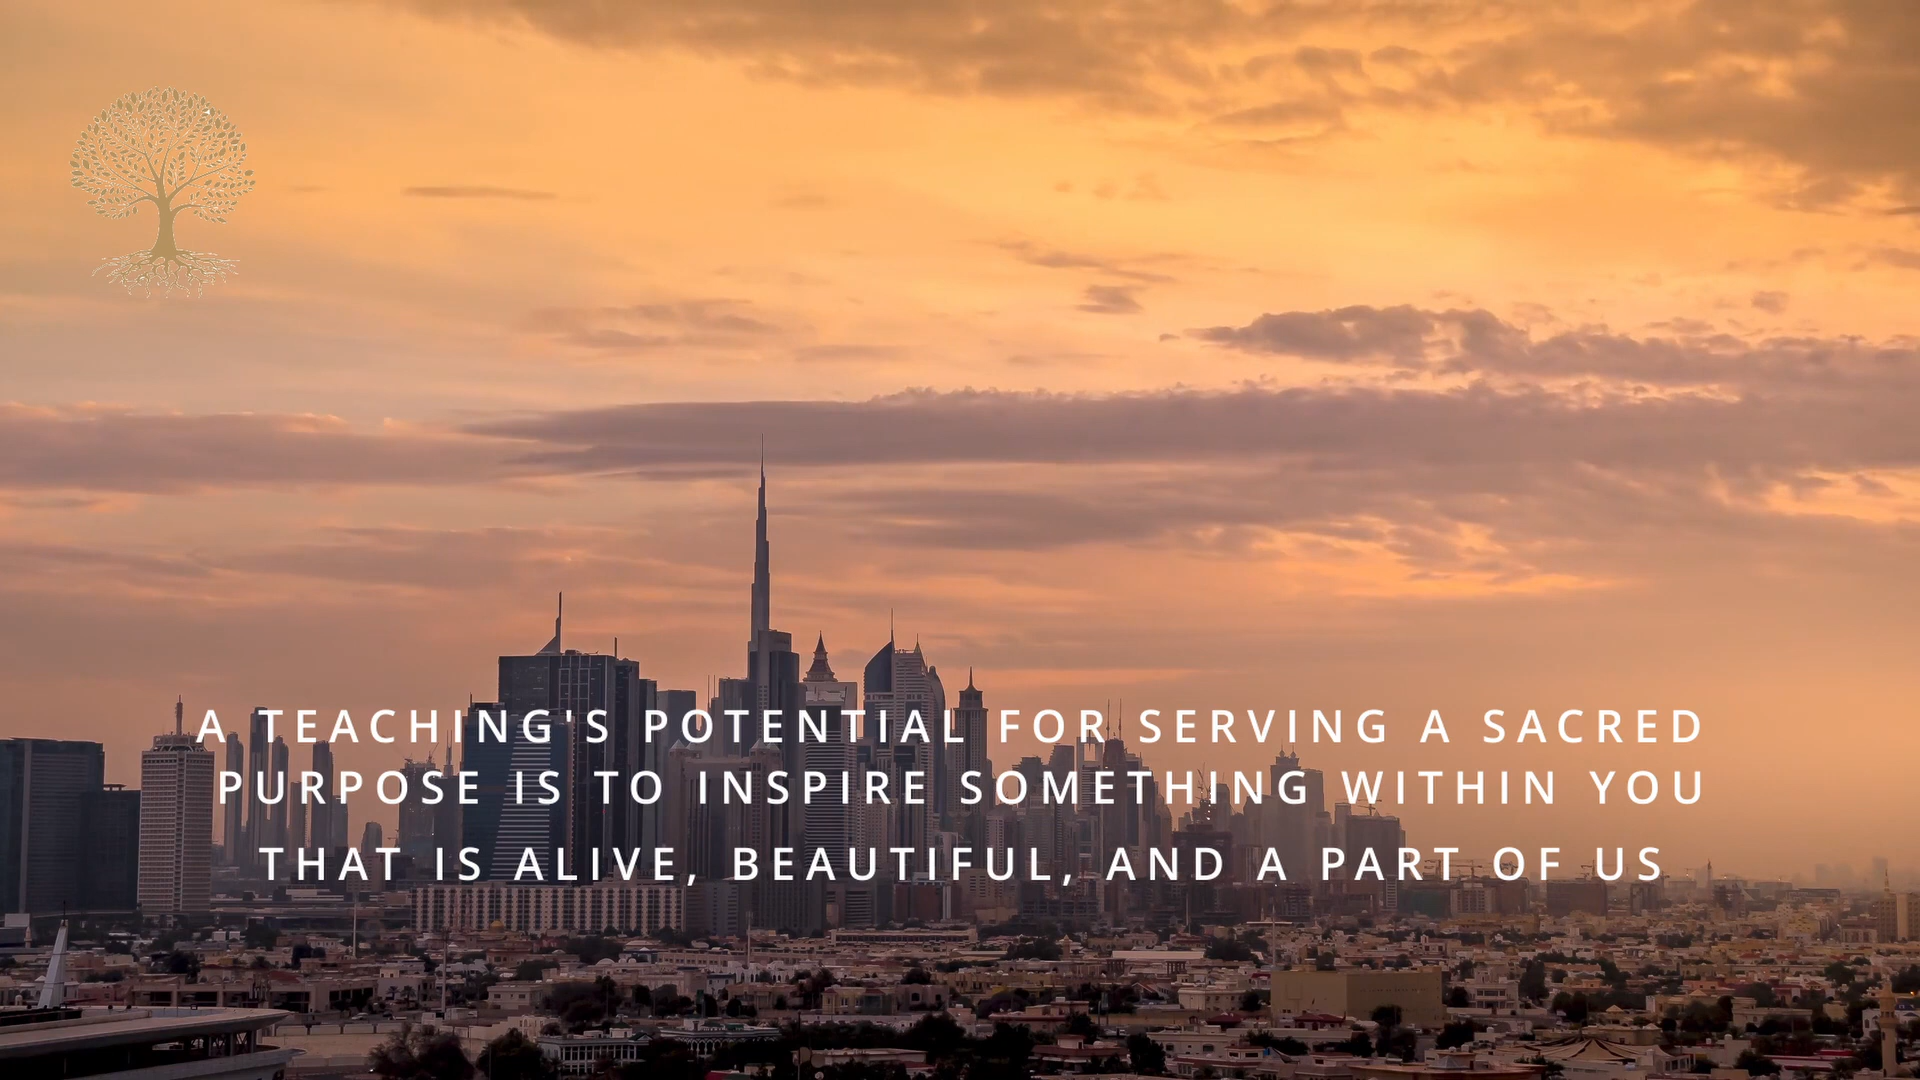 A TEACHING'S POTENTIAL FOR SERVING A SACRED
PURPOSE IS TO INSPIRE SOMETHING WITHIN YOU
THAT IS ALIVE, BEAUTIFUL, AND A PART OF US